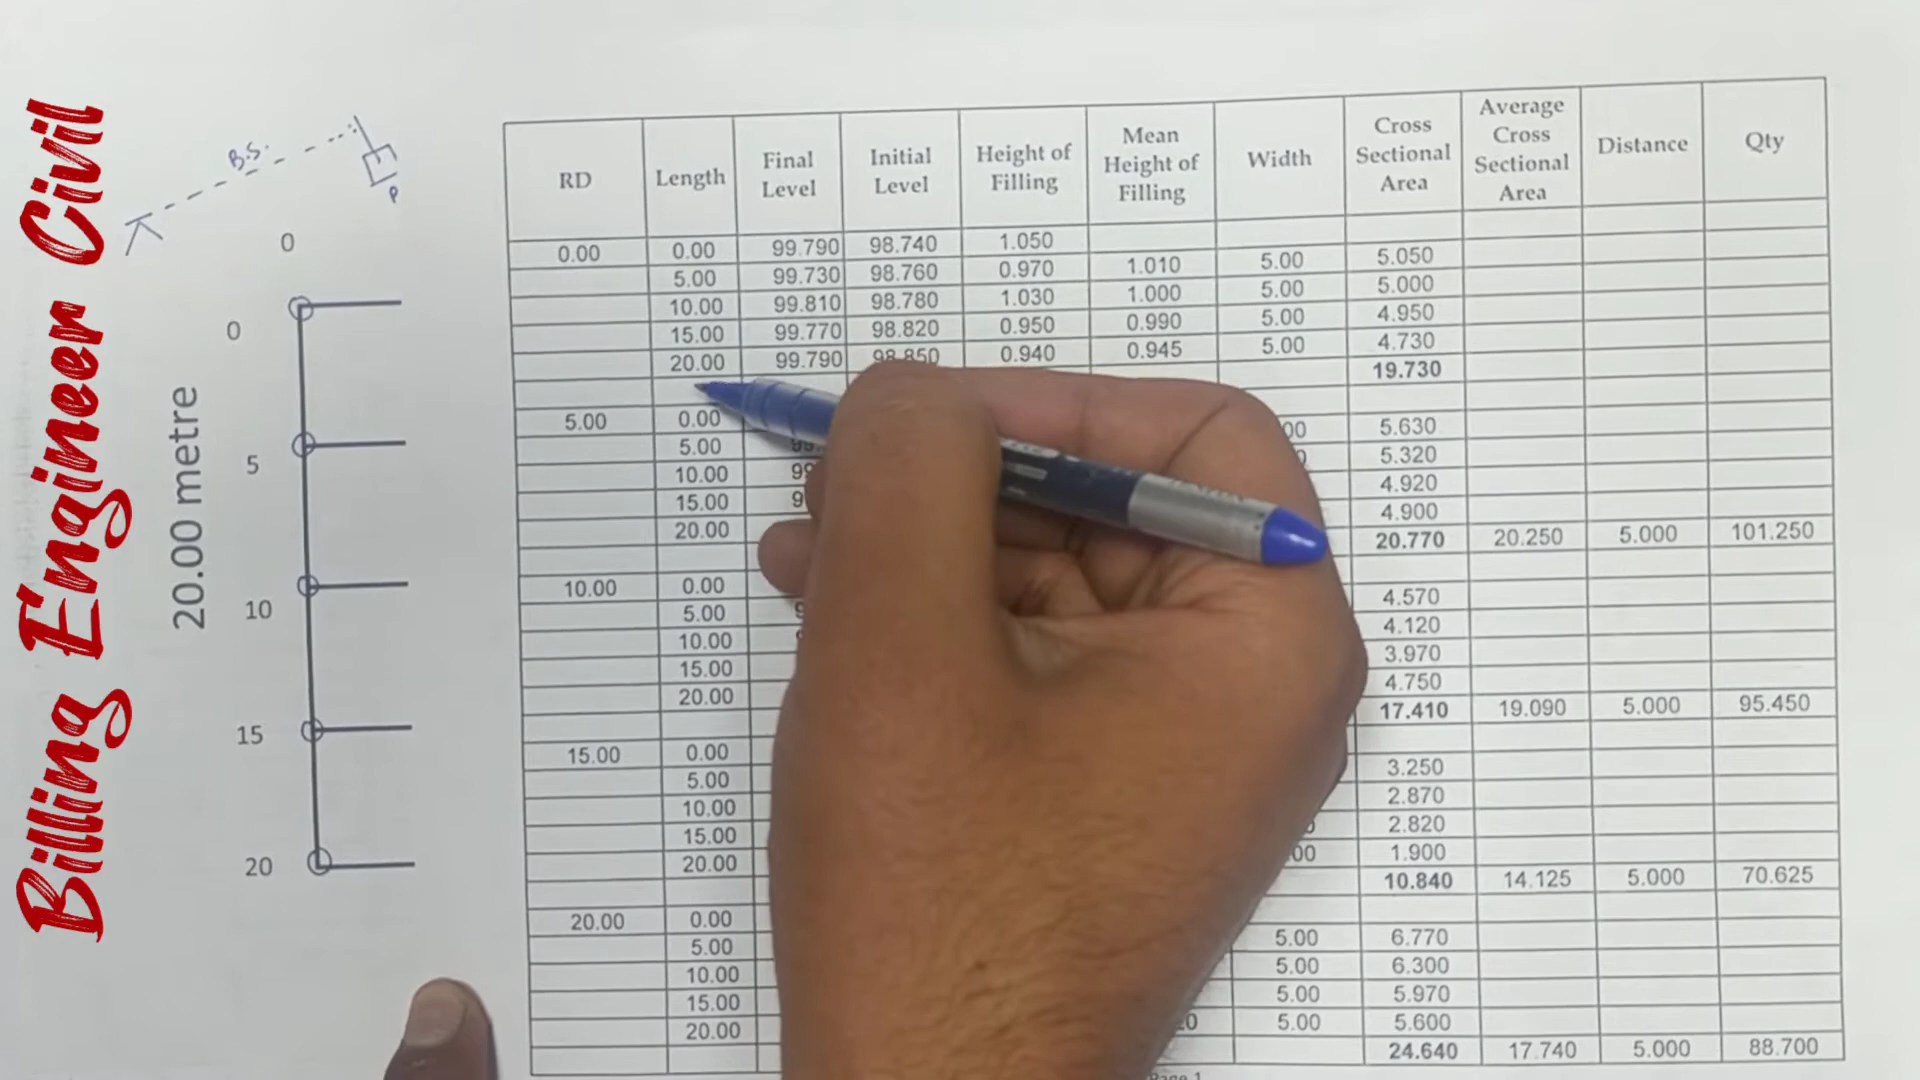 Billing Engineer Civil
B.S.
P
0
0
20.00 metre
5
10
15
20
RD Length Final Level Initial Level Height of Filling Mean Height of Filling Width Cross Sectional Area Average Cross Sectional Area Distance Qty
0.00 0.00 99.790 98.740 1.050
5.00 99.730 98.760 0.970 1.010 5.00 5.050
10.00 99.810 98.780 1.030 1.000 5.00 5.000
15.00 99.770 98.820 0.950 0.990 5.00 4.950
20.00 99.790 98.850 0.940 0.945 5.00 4.730
19.730
5.00 0.00
5.00 5.630
10.00 5.320
15.00 4.920
20.00 4.900
20.770 20.250 5.000 101.250
10.00 0.00
5.00 4.570
10.00 4.120
15.00 3.970
20.00 4.750
17.410 19.090 5.000 95.450
15.00 0.00
5.00 3.250
10.00 2.870
15.00 2.820
20.00 1.900
10.840 14.125 5.000 70.625
20.00 0.00
5.00 5.00 6.770
10.00 5.00 6.300
15.00 5.00 5.970
20.00 5.00 5.600
24.640 17.740 5.000 88.700